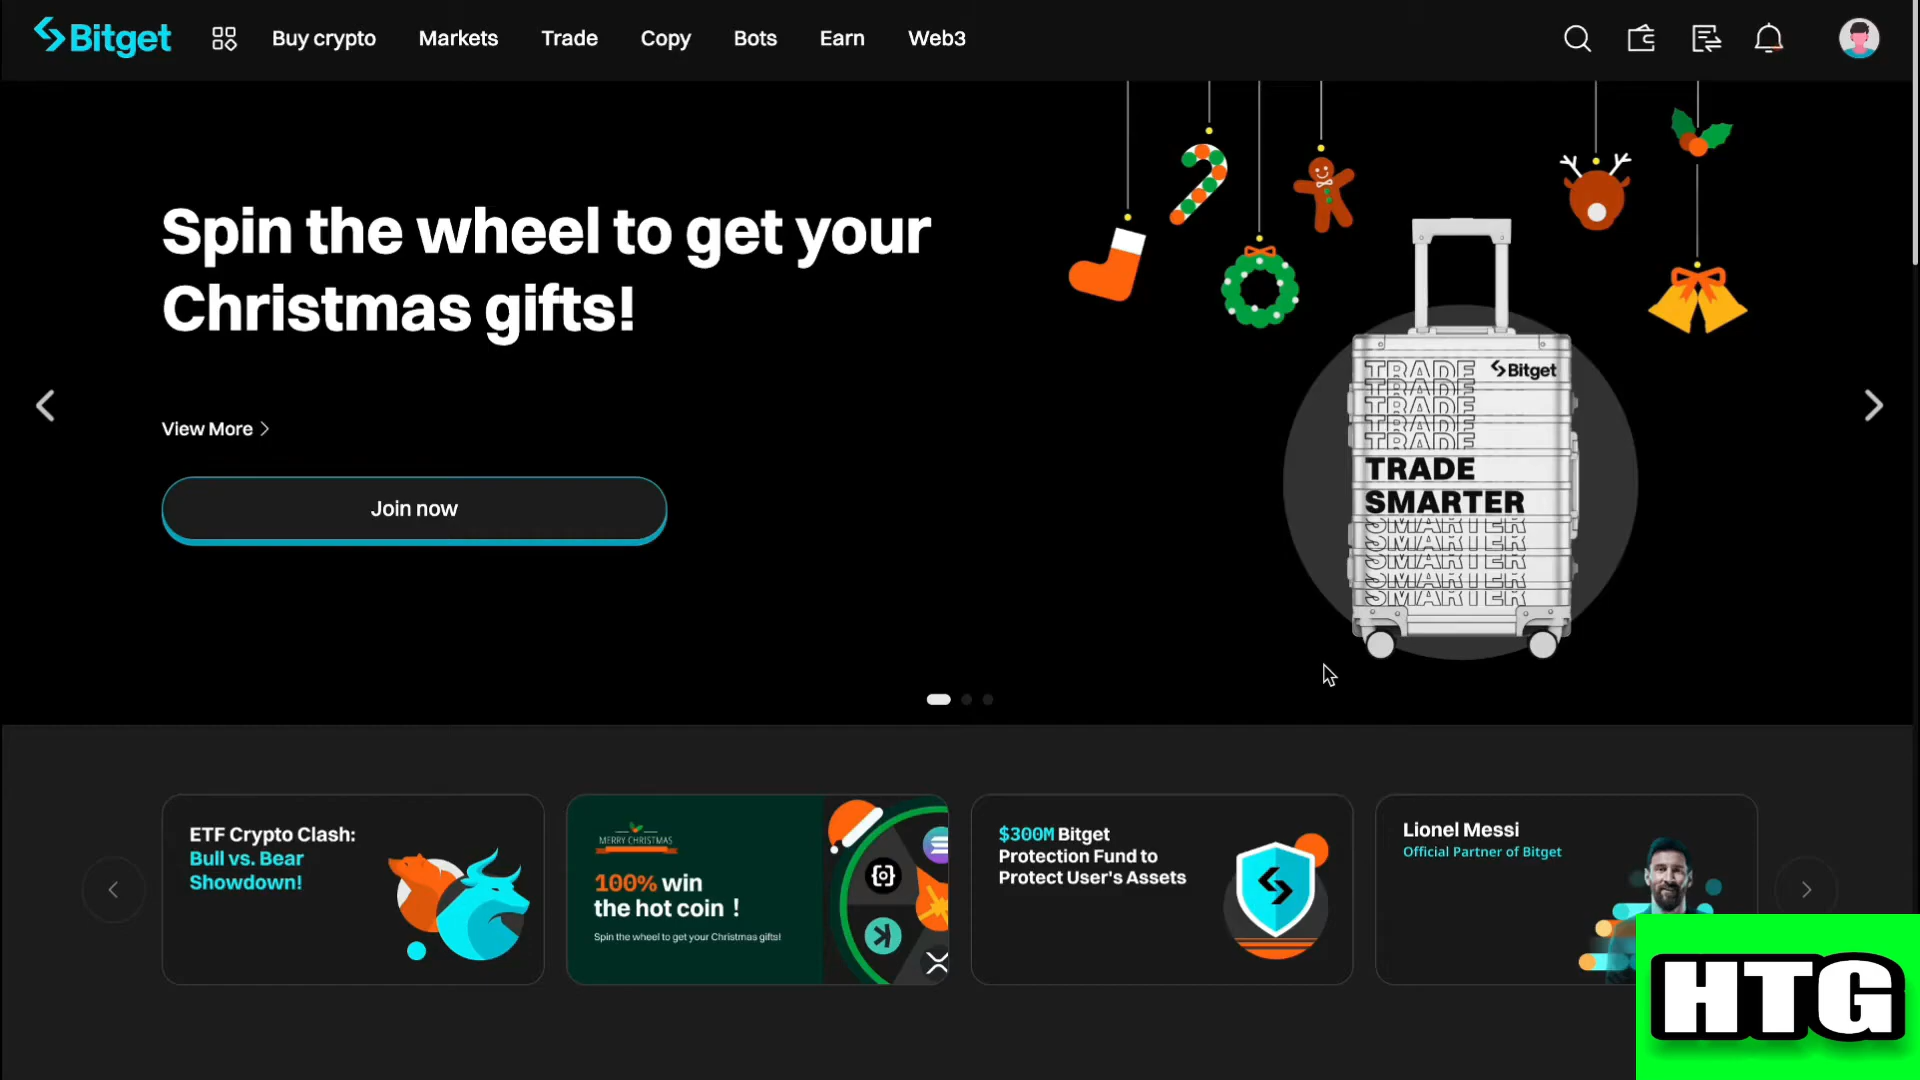 Bitget
Buy crypto
Markets
Trade
Copy
Bots
Earn
Web3
Spin the wheel to get your
Christmas gifts!
View More
Join now
Bitget
TRADE
TRADE
TRADE
TRADE
TRADE
TRADE
SMARTER
SMARTER
SMARTER
SMARTER
SMARTER
SMARTER
ETF Crypto Clash:
Bull vs. Bear
Showdown!
MERRY CHRISTMAS
100% win
the hot coin !
Spin the wheel to get your Christmas gifts!
$300M Bitget
Protection Fund to
Protect User's Assets
Lionel Messi
Official Partner of Bitget
HTG